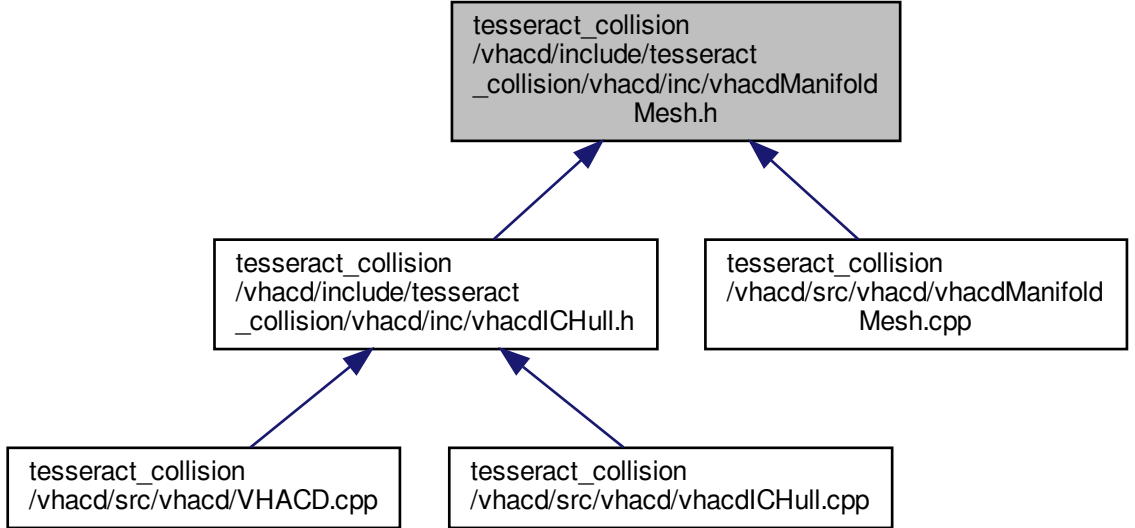 tesseract_collision
/vhacd/include/tesseract
_collision/vhacd/inc/vhacdManifold
Mesh.h
tesseract_collision
/vhacd/include/tesseract
_collision/vhacd/inc/vhacdICHull.h
tesseract_collision
/vhacd/src/vhacd/vhacdManifold
Mesh.cpp
tesseract_collision
/vhacd/src/vhacd/VHACD.cpp
tesseract_collision
/vhacd/src/vhacd/vhacdICHull.cpp